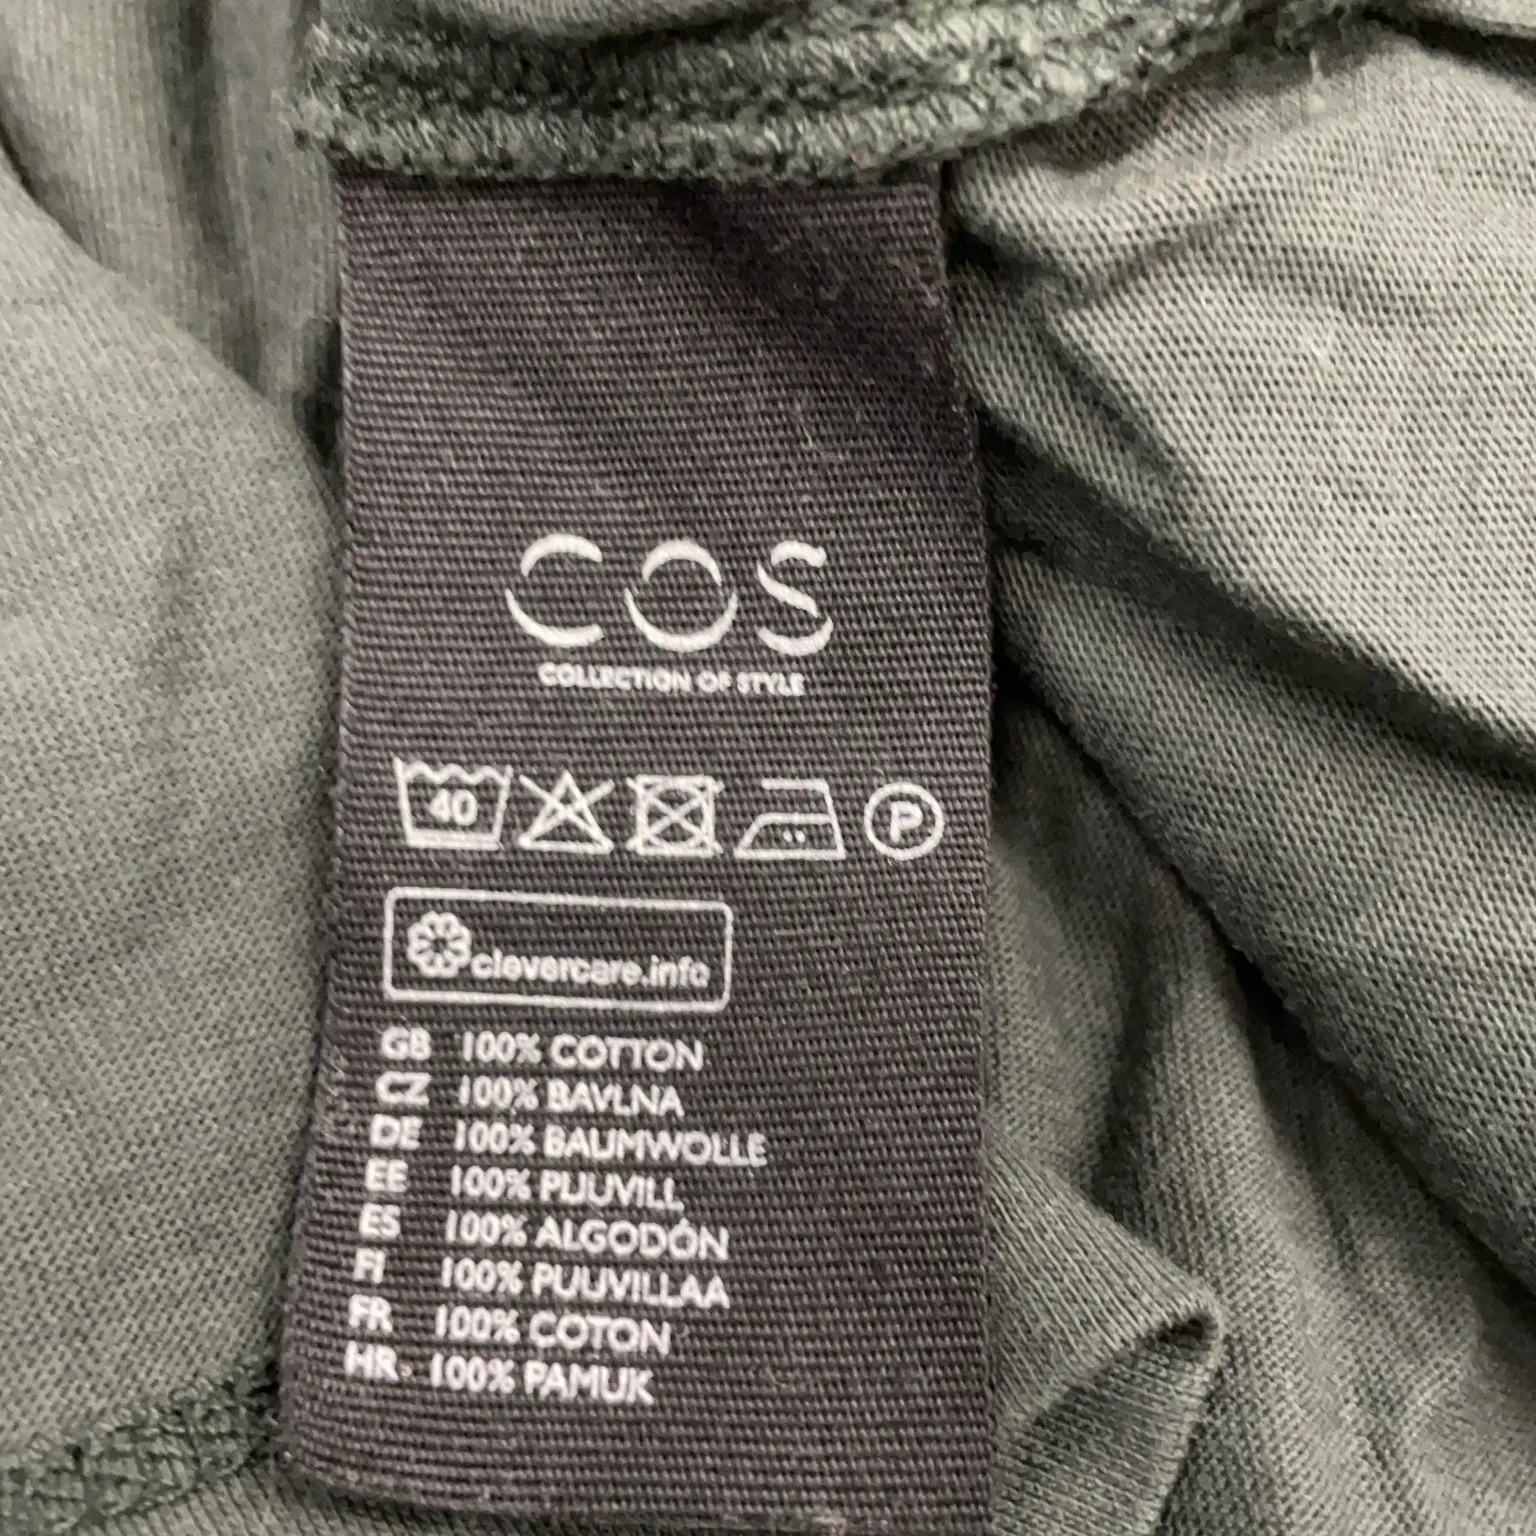 COS
COLLECTION OF STYLE
40 P
clevercare.info
GB 100% COTTON
CZ 100% BAVLNA
DE 100% BAUMWOLLE
EE 100% PUUVILL
ES 100% ALGODÓN
FI 100% PUUVILLAA
FR 100% COTON
HR 100% PAMUK